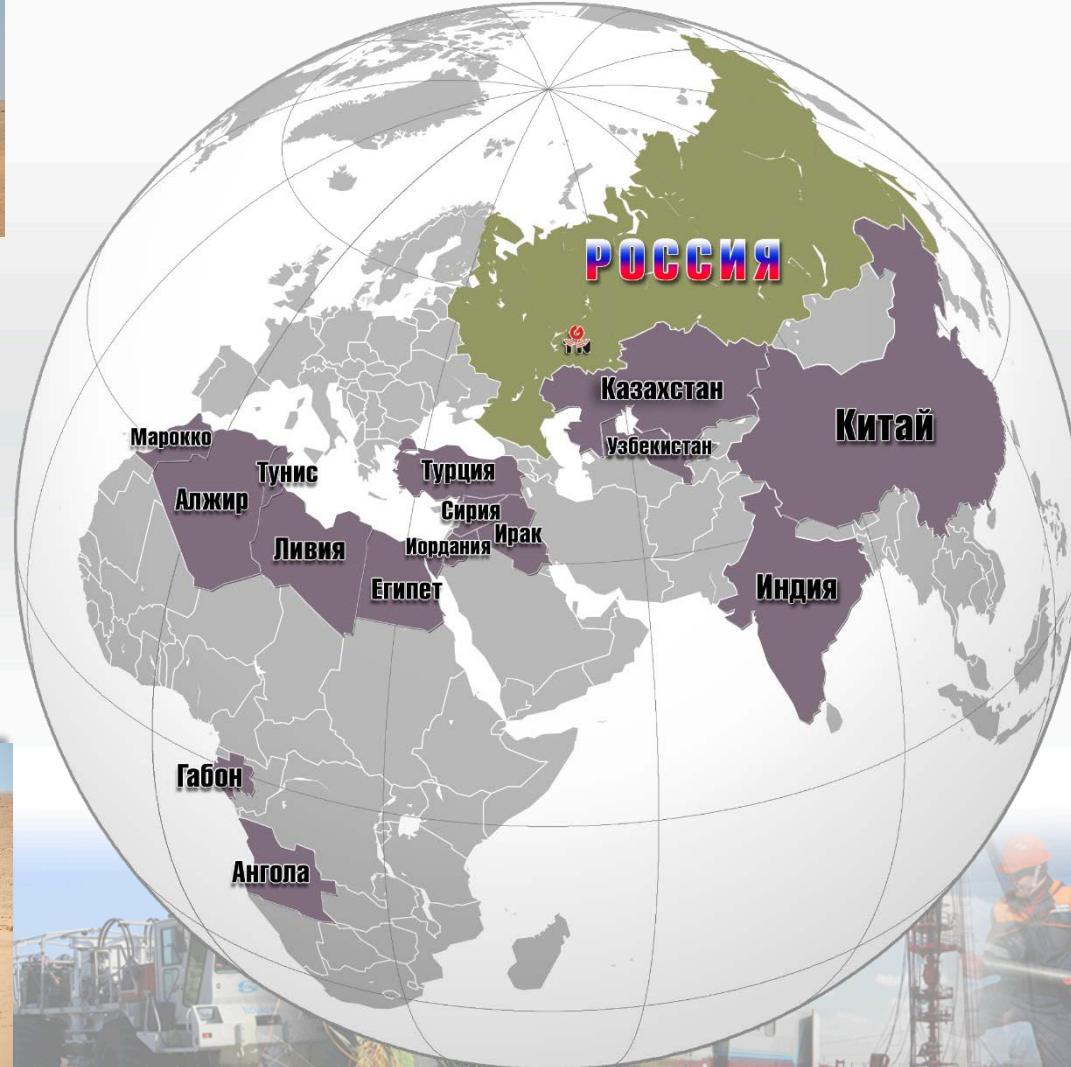 РОССИЯ
Казахстан
Китай
Узбекистан
Марокко
Тунис
Турция
Алжир
Сирия
Ирак
Ливия
Иордания
Египет
Индия
Габон
Ангола